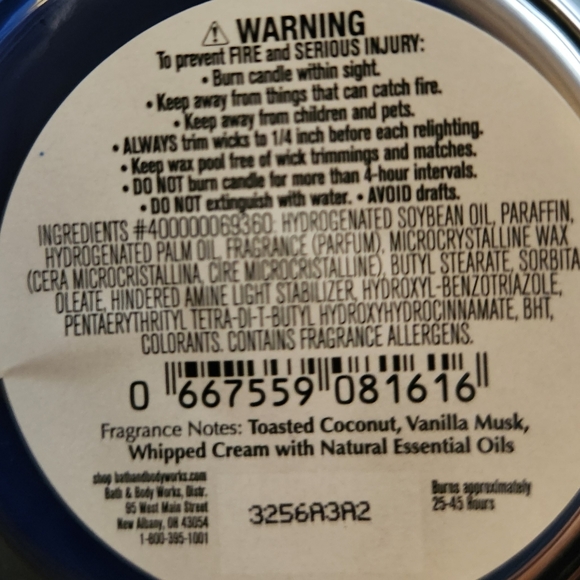 ⚠ WARNING
To prevent FIRE and SERIOUS INJURY:
• Burn candle within sight.
• Keep away from things that can catch fire.
• Keep away from children and pets.
• ALWAYS trim wicks to 1/4 inch before each relighting.
• Keep wax pool free of wick trimmings and matches.
• DO NOT burn candle for more than 4-hour intervals.
• DO NOT extinguish with water. • AVOID drafts.
INGREDIENTS #400000069360: HYDROGENATED SOYBEAN OIL, PARAFFIN,
HYDROGENATED PALM OIL, FRAGRANCE (PARFUM), MICROCRYSTALLINE WAX
(CERA MICROCRISTALLINA, CIRE MICROCRISTALLINE), BUTYL STEARATE, SORBITA
OLEATE, HINDERED AMINE LIGHT STABILIZER, HYDROXYL-BENZOTRIAZOLE,
PENTAERYTHRITYL TETRA-DI-T-BUTYL HYDROXYHYDROCINNAMATE, BHT,
COLORANTS. CONTAINS FRAGRANCE ALLERGENS.
0 667559 081616
Fragrance Notes: Toasted Coconut, Vanilla Musk,
Whipped Cream with Natural Essential Oils
shop bathandbodyworks.com
Bath & Body Works, Distr.
95 West Main Street
New Albany, OH 43054
1-800-395-1001
3256A3A2
Burns approximately
25-45 Hours